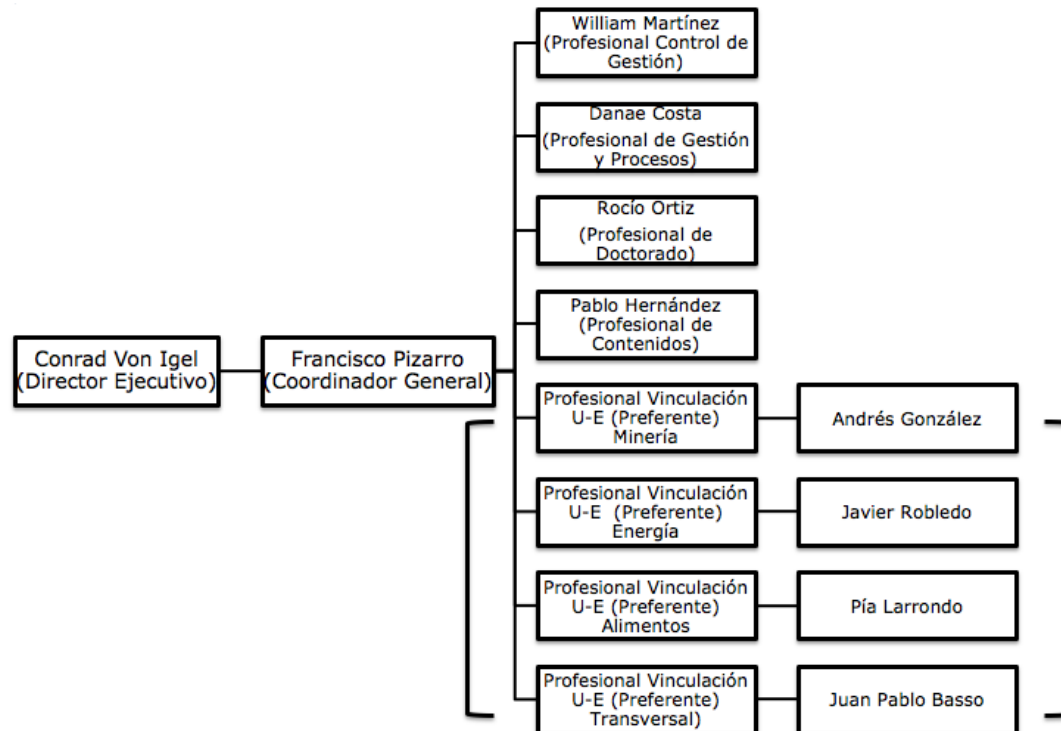 William Martínez
(Profesional Control de
Gestión)
Danae Costa
(Profesional de Gestión
y Procesos)
Rocío Ortiz
(Profesional de
Doctorado)
Pablo Hernández
(Profesional de
Contenidos)
Conrad Von Igel
(Director Ejecutivo)
Francisco Pizarro
(Coordinador General)
Profesional Vinculación
U-E (Preferente)
Minería
Andrés González
Profesional Vinculación
U-E (Preferente)
Energía
Javier Robledo
Profesional Vinculación
U-E (Preferente)
Alimentos
Pía Larrondo
Profesional Vinculación
U-E (Preferente)
Transversal)
Juan Pablo Basso